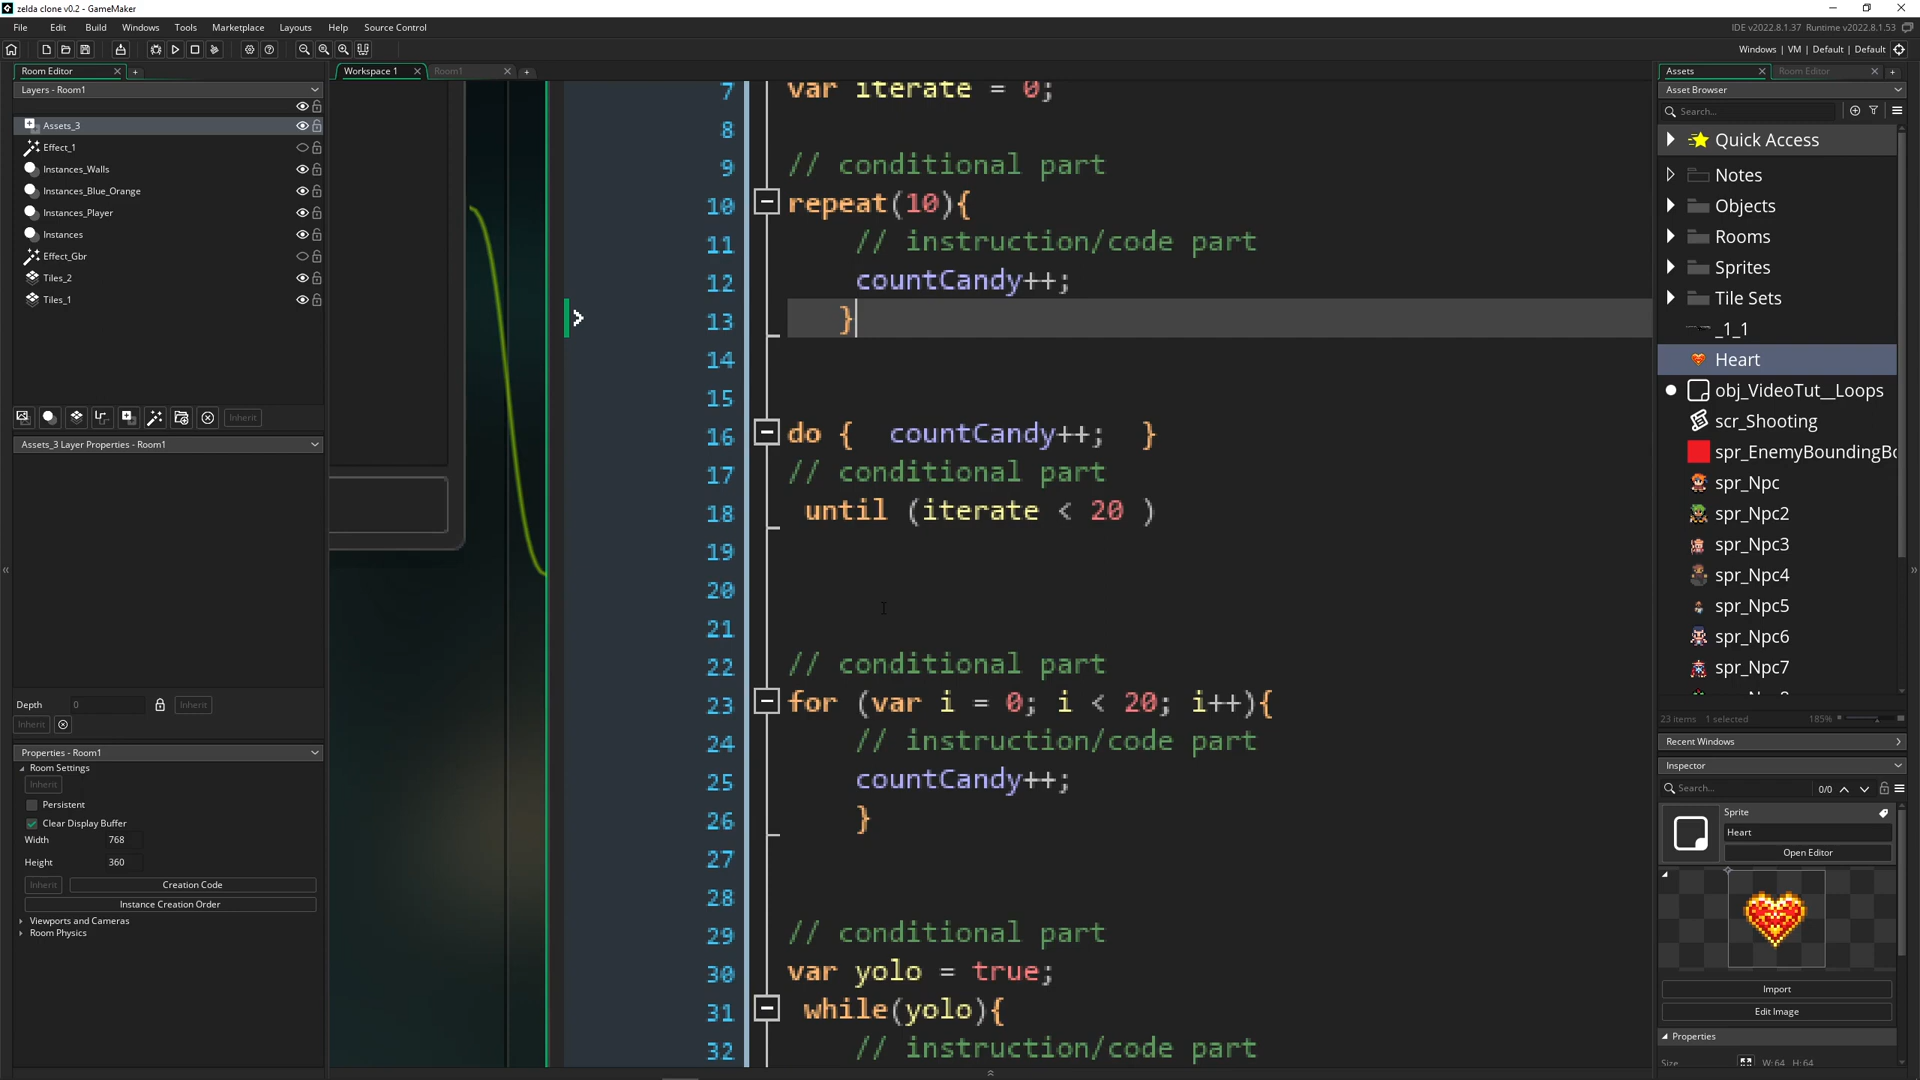 zelda clone v0.2 - GameMaker
File Edit Build Windows Tools Marketplace Layouts Help Source Control
IDE v2022.8.1.37 Runtime v2022.8.1.53
Windows | VM | Default | Default
Room Editor
Layers - Room1
Assets_3
Effect_1
Instances_Walls
Instances_Blue_Orange
Instances_Player
Instances
Effect_Gbr
Tiles_2
Tiles_1
Inherit
Assets_3 Layer Properties - Room1
Depth 0 Inherit
Inherit
Properties - Room1
Room Settings
Inherit
Persistent
Clear Display Buffer
Width 768
Height 360
Inherit Creation Code
Instance Creation Order
Viewports and Cameras
Room Physics
Workspace 1 Room1
7 var iterate = 0;
8
9 // conditional part
10 repeat(10){
11 // instruction/code part
12 countCandy++;
13 }
14
15
16 do { countCandy++; }
17 // conditional part
18 until (iterate < 20 )
19
20
21
22 // conditional part
23 for (var i = 0; i < 20; i++){
24 // instruction/code part
25 countCandy++;
26 }
27
28
29 // conditional part
30 var yolo = true;
31 while(yolo){
32 // instruction/code part
Assets Room Editor
Asset Browser
Search...
Quick Access
Notes
Objects
Rooms
Sprites
Tile Sets
_1_1
Heart
obj_VideoTut__Loops
scr_Shooting
spr_EnemyBoundingBo
spr_Npc
spr_Npc2
spr_Npc3
spr_Npc4
spr_Npc5
spr_Npc6
spr_Npc7
23 items 1 selected 185%
Recent Windows
Inspector
Search... 0/0
Sprite
Heart
Open Editor
Import
Edit Image
Properties
Size W:64 H:64